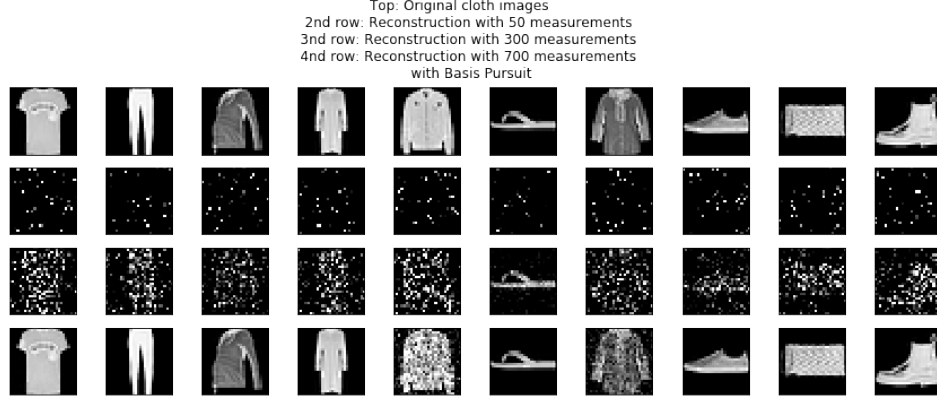 Top: Original cloth images
2nd row: Reconstruction with 50 measurements
3nd row: Reconstruction with 300 measurements
4nd row: Reconstruction with 700 measurements
with Basis Pursuit